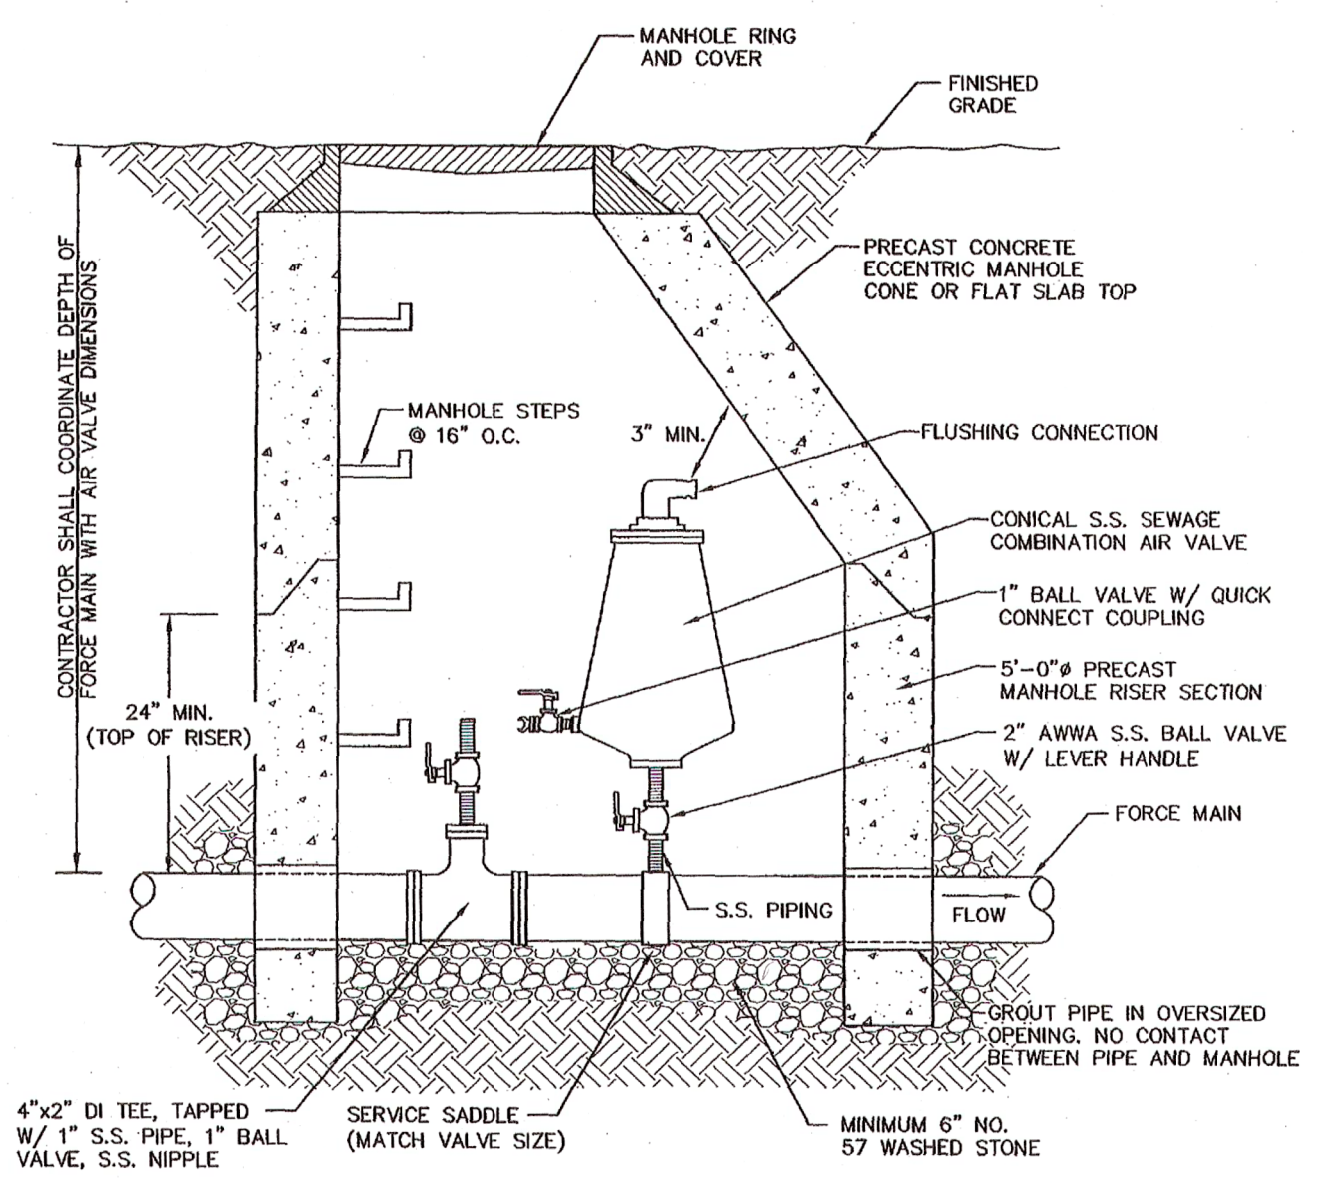 MANHOLE RING
AND COVER
FINISHED
GRADE
PRECAST CONCRETE
ECCENTRIC MANHOLE
CONE OR FLAT SLAB TOP
CONTRACTOR SHALL COORDINATE DEPTH OF
FORCE MAIN WITH AIR VALVE DIMENSIONS
MANHOLE STEPS
@ 16" O.C.
3" MIN.
FLUSHING CONNECTION
CONICAL S.S. SEWAGE
COMBINATION AIR VALVE
1" BALL VALVE W/ QUICK
CONNECT COUPLING
5'-0"ø PRECAST
MANHOLE RISER SECTION
24" MIN.
(TOP OF RISER)
2" AWWA S.S. BALL VALVE
W/ LEVER HANDLE
FORCE MAIN
S.S. PIPING
FLOW
GROUT PIPE IN OVERSIZED
OPENING. NO CONTACT
BETWEEN PIPE AND MANHOLE
4"x2" DI TEE, TAPPED
W/ 1" S.S. PIPE, 1" BALL
VALVE, S.S. NIPPLE
SERVICE SADDLE
(MATCH VALVE SIZE)
MINIMUM 6" NO.
57 WASHED STONE